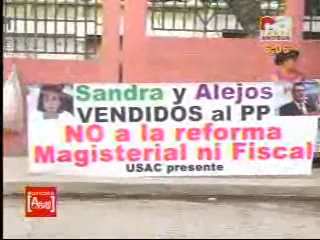 Sandra y Alejos
VENDIDOS al PP
NO a la reforma
Magisterial ni Fiscal
USAC presente